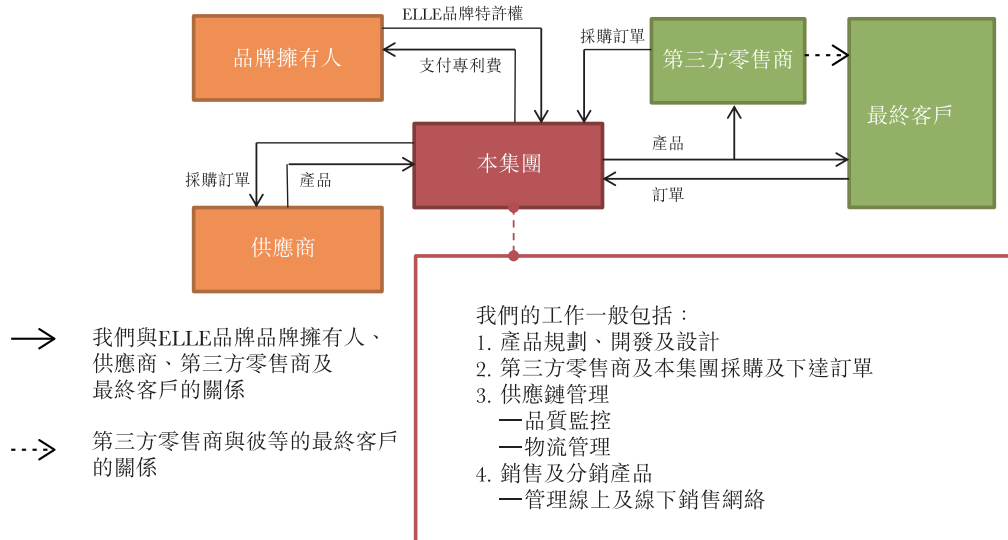 ELLE品牌特許權
品牌擁有人
支付專利費
採購訂單
第三方零售商
最終客戶
本集團
產品
訂單
採購訂單
產品
供應商
我們與ELLE品牌品牌擁有人、
供應商、第三方零售商及
最終客戶的關係
第三方零售商與彼等的最終客戶
的關係
我們的工作一般包括：
1. 產品規劃、開發及設計
2. 第三方零售商及本集團採購及下達訂單
3. 供應鏈管理
—品質監控
—物流管理
4. 銷售及分銷產品
—管理線上及線下銷售網絡